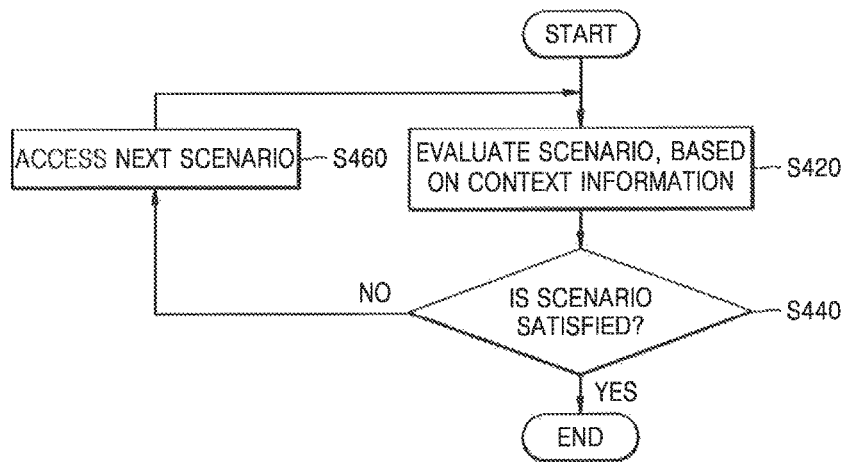 START
ACCESS NEXT SCENARIO
S460
EVALUATE SCENARIO, BASED
ON CONTEXT INFORMATION
S420
NO
IS SCENARIO
SATISFIED?
S440
YES
END